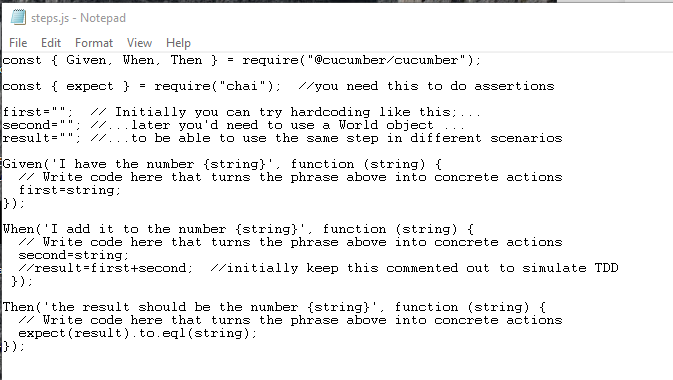 steps.js - Notepad
File Edit Format View Help
const { Given, When, Then } = require("@cucumber/cucumber");
const { expect } = require("chai");  //you need this to do assertions
first="";  // Initially you can try hardcoding like this;...
second=""; //...later you'd need to use a World object ...
result=""; //...to be able to use the same step in different scenarios
Given('I have the number {string}', function (string) {
  // Write code here that turns the phrase above into concrete actions
  first=string;
});
When('I add it to the number {string}', function (string) {
  // Write code here that turns the phrase above into concrete actions
  second=string;
  //result=first+second;  //initially keep this commented out to simulate TDD
 });
Then('the result should be the number {string}', function (string) {
  // Write code here that turns the phrase above into concrete actions
  expect(result).to.eql(string);
});